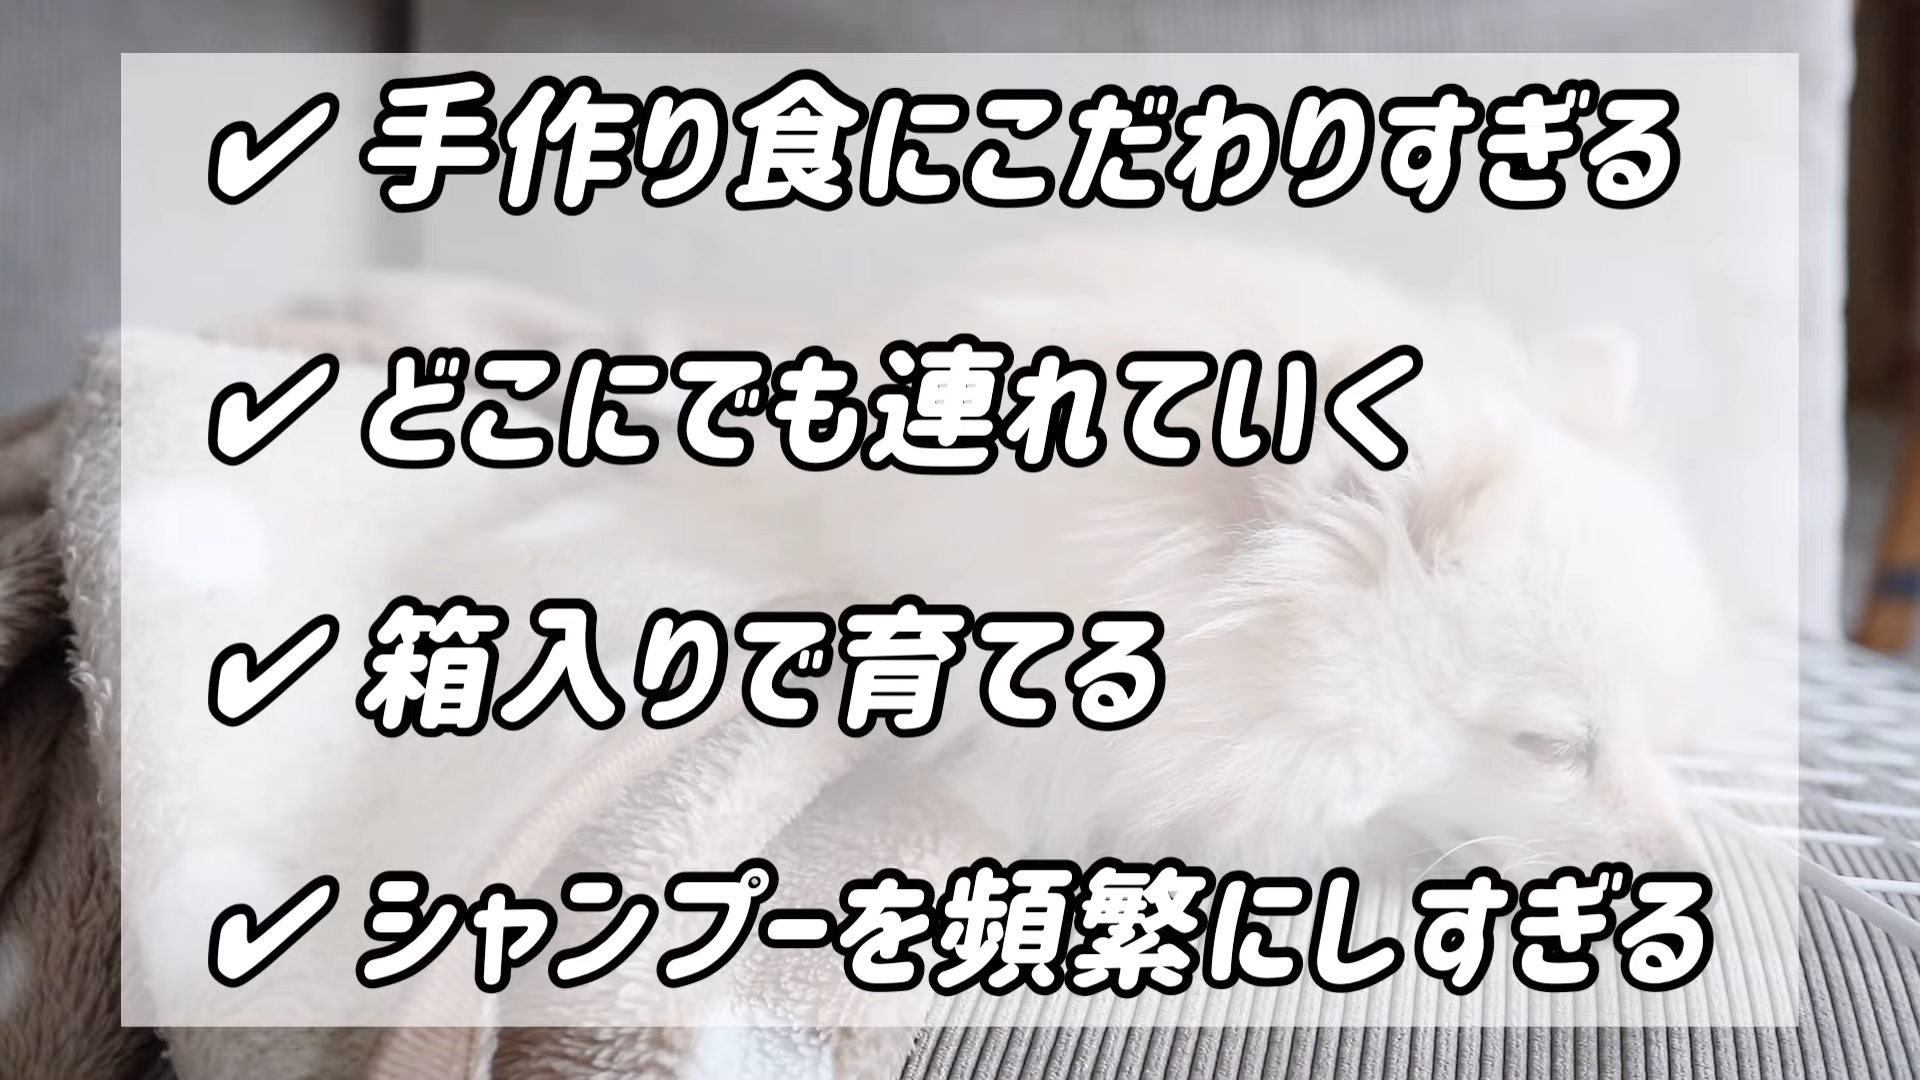 ✔ 手作り食にこだわりすぎる
✔ どこにでも連れていく
✔ 箱入りで育てる
✔ シャンプーを頻繁にしすぎる